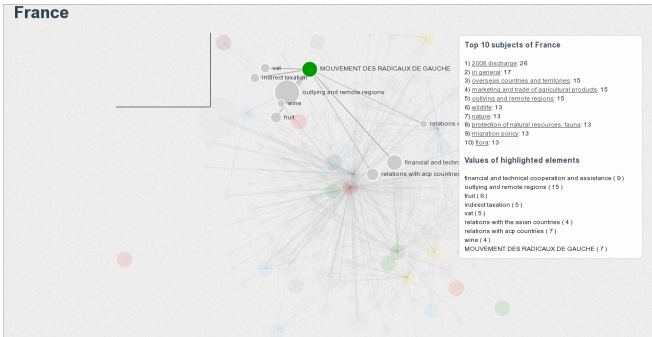 France
vat
MOUVEMENT DES RADICAUX DE GAUCHE
indirect taxation
outlying and remote regions
wine
fruit
relations
financial and techn
relations with acp countries
Top 10 subjects of France
1) 2006 discharge: 26
2) in general: 17
3) overseas countries and territories: 15
4) marketing and trade of agricultural products: 15
5) outlying and remote regions: 15
6) wildlife: 13
7) nature: 13
8) protection of natural resources: fauna: 13
9) migration policy: 13
10) flora: 13
Values of highlighted elements
financial and technical cooperation and assistance ( 9 )
outlying and remote regions ( 15 )
fruit ( 6 )
indirect taxation ( 5 )
vat ( 5 )
relations with the asian countries ( 4 )
relations with acp countries ( 7 )
wine ( 4 )
MOUVEMENT DES RADICAUX DE GAUCHE ( 7 )